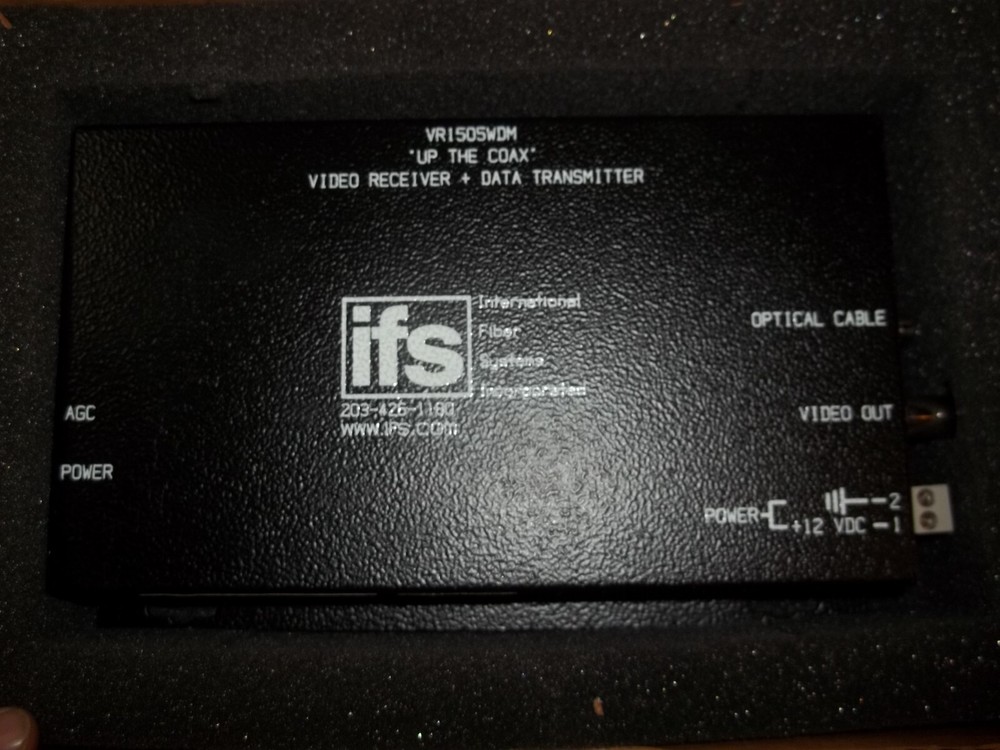 VR1505WDM
"UP THE COAX"
VIDEO RECEIVER + DATA TRANSMITTER
ifs
International
Fiber
Systems
Incorporated
203-426-1180
WWW.IFS.COM
OPTICAL CABLE
AGC
VIDEO OUT
POWER
POWER
2
+12 VDC 1